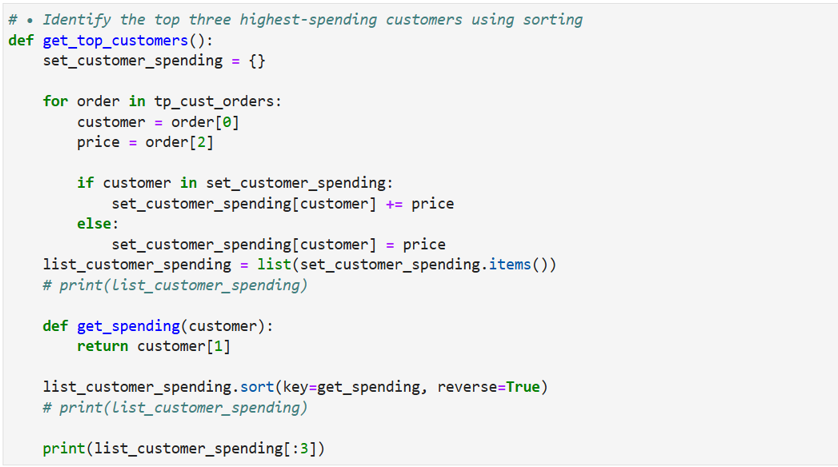 # • Identify the top three highest-spending customers using sorting
def get_top_customers():
    set_customer_spending = {}

    for order in tp_cust_orders:
        customer = order[0]
        price = order[2]

        if customer in set_customer_spending:
            set_customer_spending[customer] += price
        else:
            set_customer_spending[customer] = price
    list_customer_spending = list(set_customer_spending.items())
    # print(list_customer_spending)

    def get_spending(customer):
        return customer[1]

    list_customer_spending.sort(key=get_spending, reverse=True)
    # print(list_customer_spending)

    print(list_customer_spending[:3])